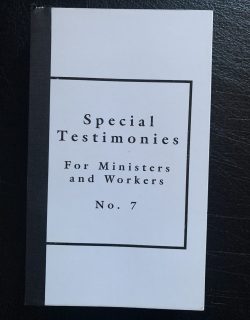 Special
Testimonies
For Ministers
and Workers
No. 7